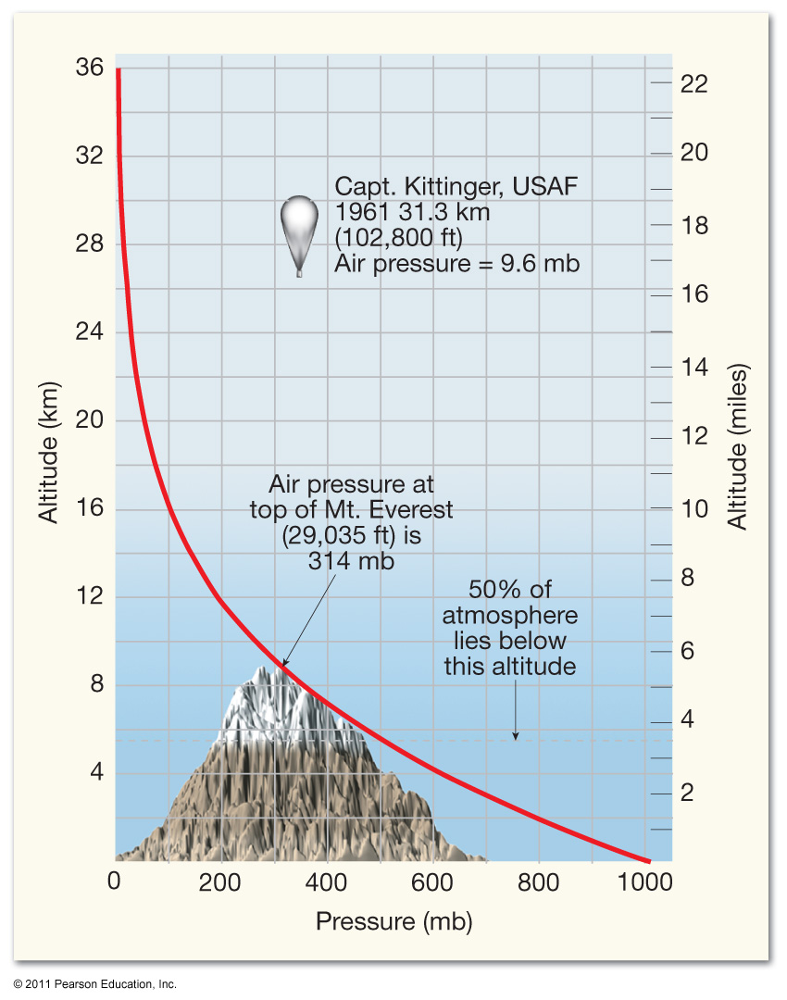 36
32
28
24
20
16
12
8
4
Altitude (km)
22
20
18
16
14
12
10
8
6
4
2
Altitude (miles)
Capt. Kittinger, USAF
1961 31.3 km
(102,800 ft)
Air pressure = 9.6 mb
Air pressure at
top of Mt. Everest
(29,035 ft) is
314 mb
50% of
atmosphere
lies below
this altitude
0
200
400
600
800
1000
Pressure (mb)
© 2011 Pearson Education, Inc.